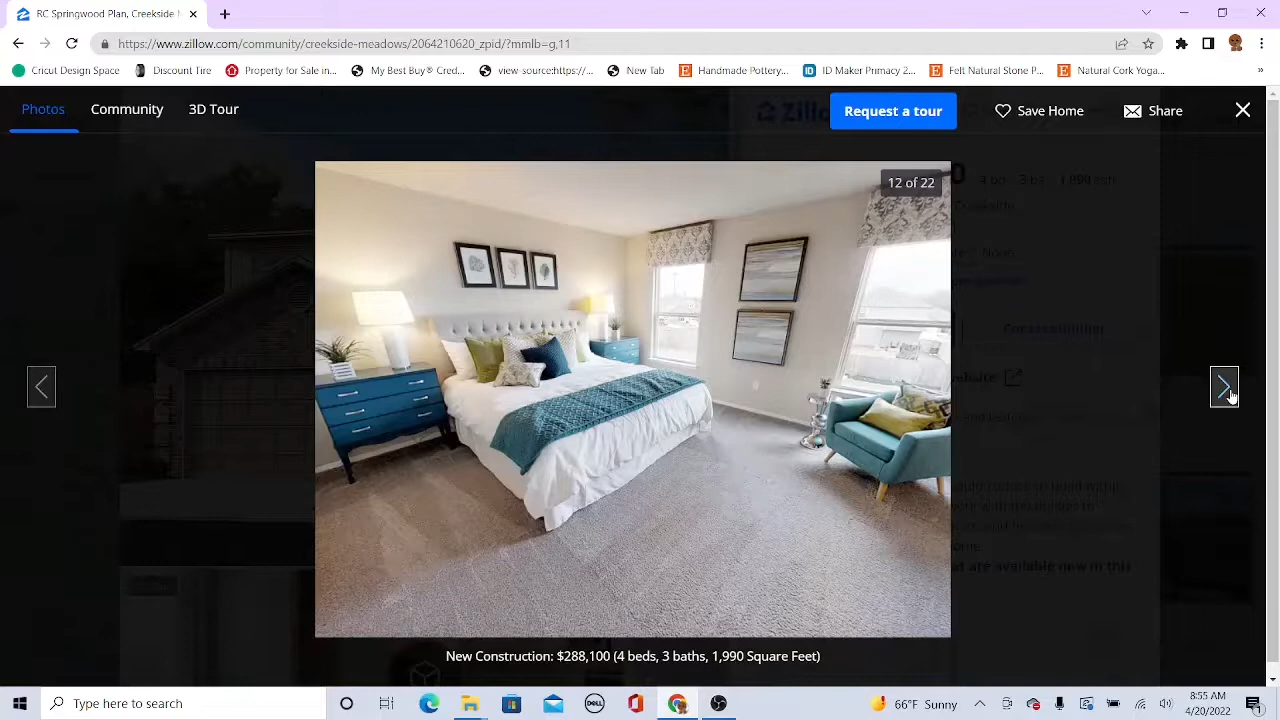 RC Springwood Plan, Creekside
https://www.zillow.com/community/creekside-meadows/2064210620_zpid/?mmlb=g,11
Cricut Design Space
Discount Tire
Property for Sale in...
My Best Buy® Cre...
view-source:https://...
New Tab
Handmade Pottery...
ID Maker Primacy 2...
Felt Natural Stone P...
Natural Cork Yoga...
»
Photos
Community
3D Tour
Request a tour
Save Home
Share
12 of 22
New Construction: $288,100 (4 beds, 3 baths, 1,990 Square Feet)
Type here to search
66°F Sunny
8:55 AM
4/20/2022